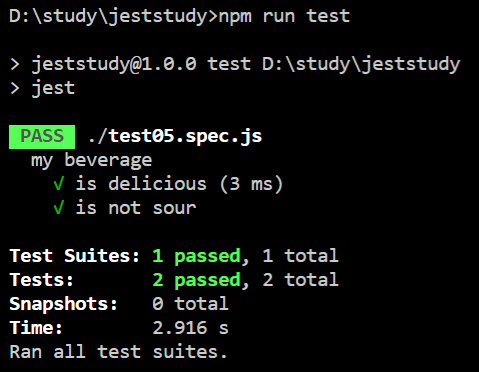 D:\study\jeststudy>npm run test
> jeststudy@1.0.0 test D:\study\jeststudy
> jest
PASS ./test05.spec.js
my beverage
√ is delicious (3 ms)
√ is not sour
Test Suites: 1 passed, 1 total
Tests: 2 passed, 2 total
Snapshots: 0 total
Time: 2.916 s
Ran all test suites.